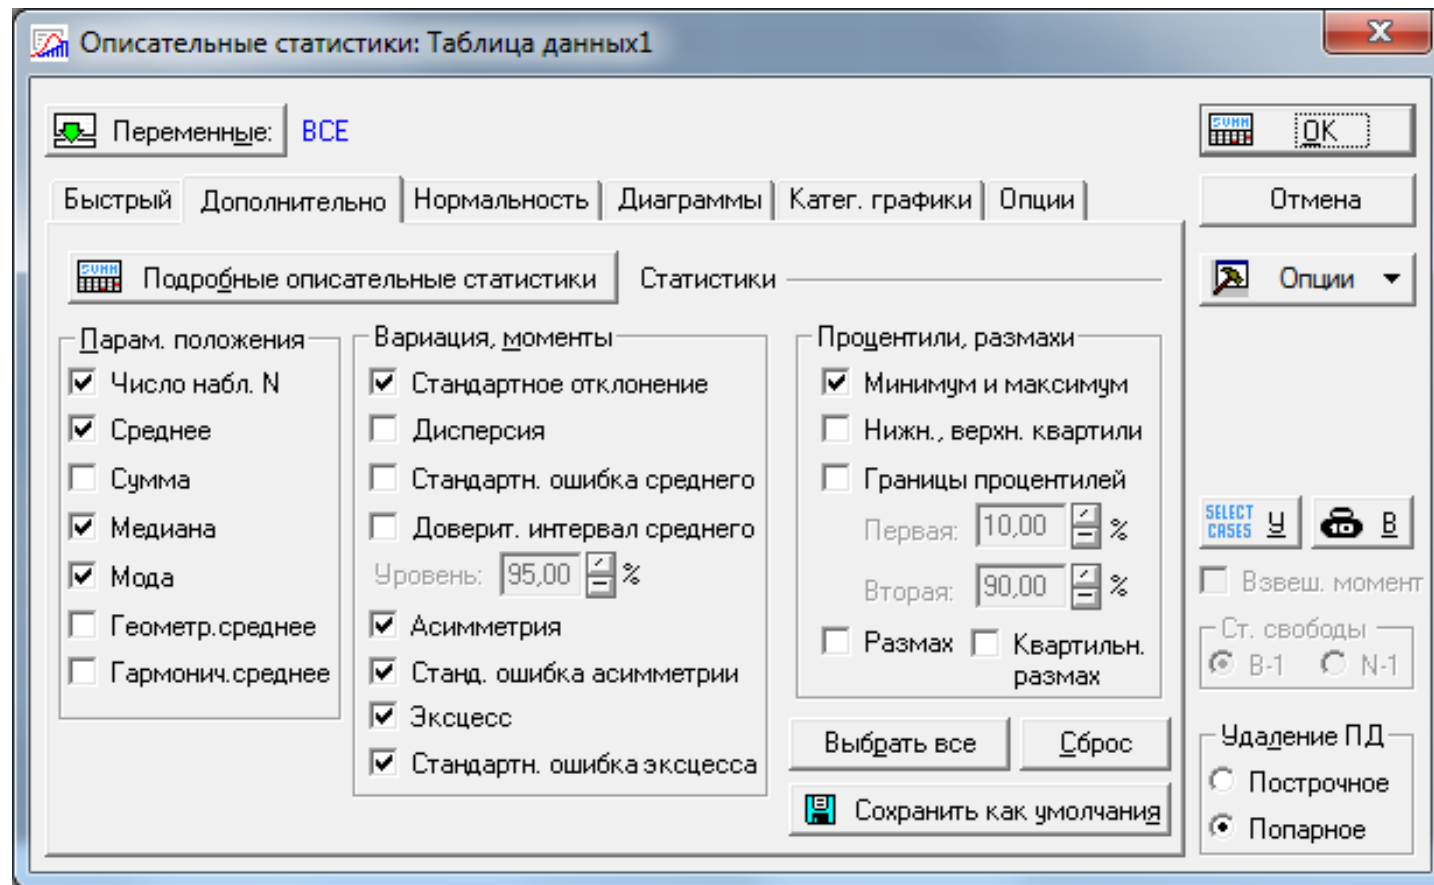 Описательные статистики: Таблица данных1
Переменные: ВСЕ
OK
Быстрый Дополнительно Нормальность Диаграммы Катег. графики Опции
Отмена
SUMM Подробные описательные статистики Статистики
Опции
Парам. положения
Число набл. N
Среднее
Сумма
Медиана
Мода
Геометр.среднее
Гармонич.среднее
Вариация, моменты
Стандартное отклонение
Дисперсия
Стандартн. ошибка среднего
Доверит. интервал среднего
Уровень: 95,00 %
Асимметрия
Станд. ошибка асимметрии
Эксцесс
Стандартн. ошибка эксцесса
Процентили, размахи
Минимум и максимум
Нижн., верхн. квартили
Границы процентилей
Первая: 10,00 %
Вторая: 90,00 %
Размах Квартильн.
размах
Выбрать все Сброс
Сохранить как умолчания
SELECT
CASES У 10 В
Взвеш. момент
Ст. свободы
В-1 N-1
Удаление ПД
Построчное
Попарное